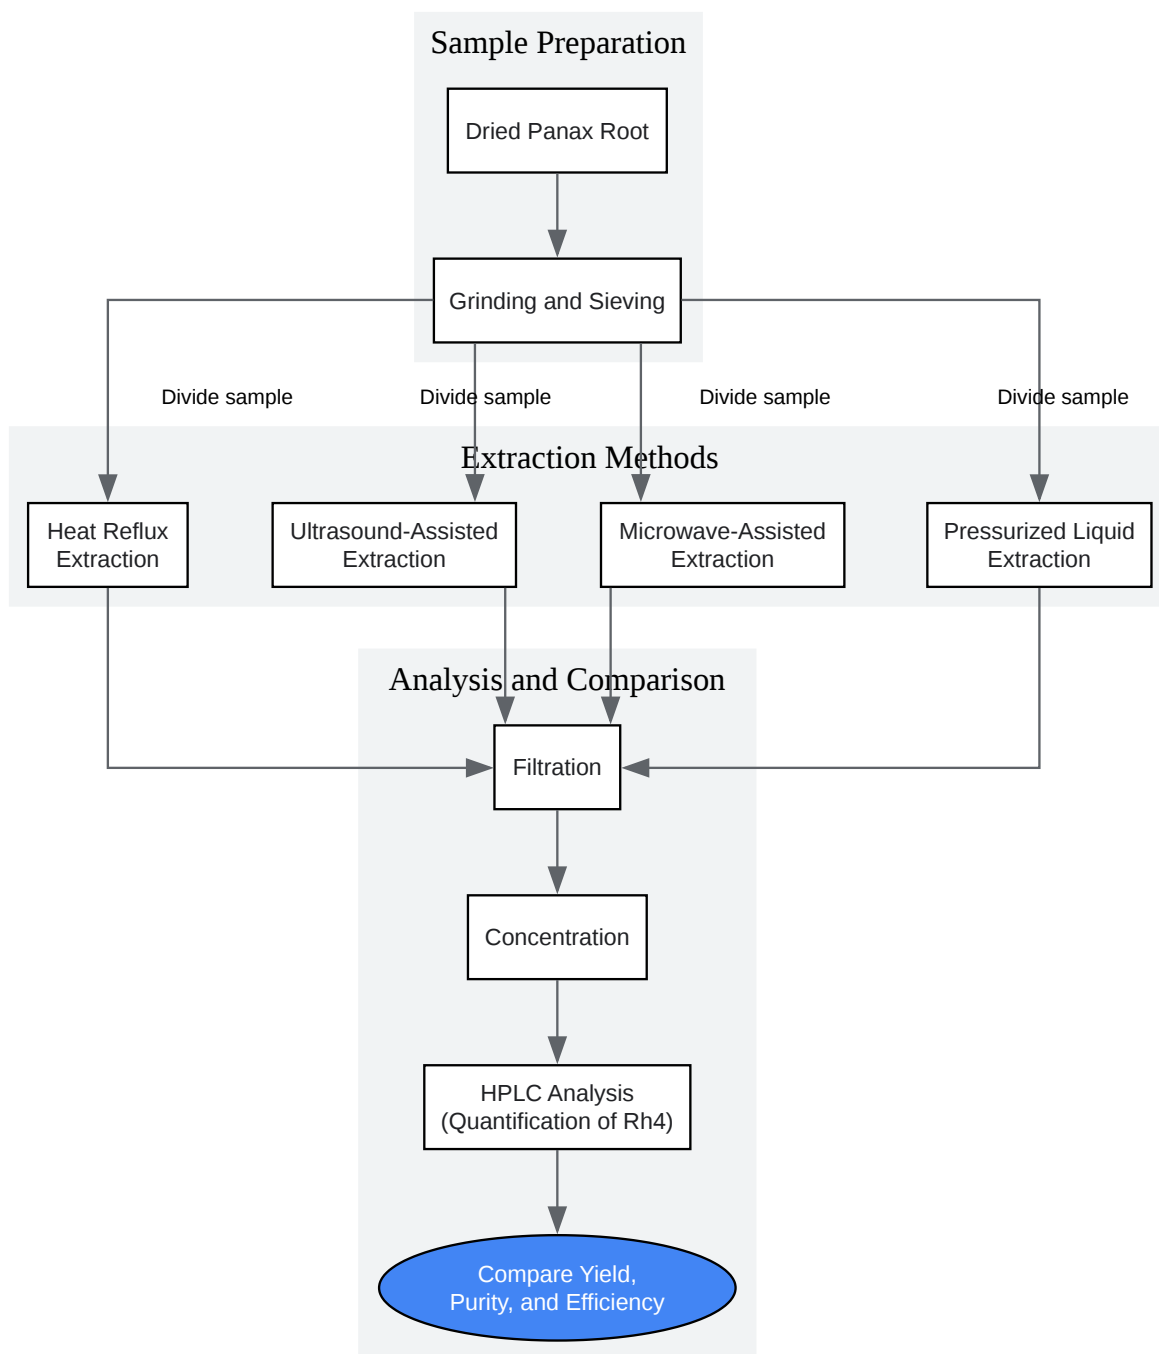 Sample Preparation
Dried Panax Root
Grinding and Sieving
Divide sample
Divide sample
Divide sample
Divide sample
Extraction Methods
Heat Reflux
Extraction
Ultrasound-Assisted
Extraction
Microwave-Assisted
Extraction
Pressurized Liquid
Extraction
Analysis and Comparison
Filtration
Concentration
HPLC Analysis
(Quantification of Rh4)
Compare Yield,
Purity, and Efficiency